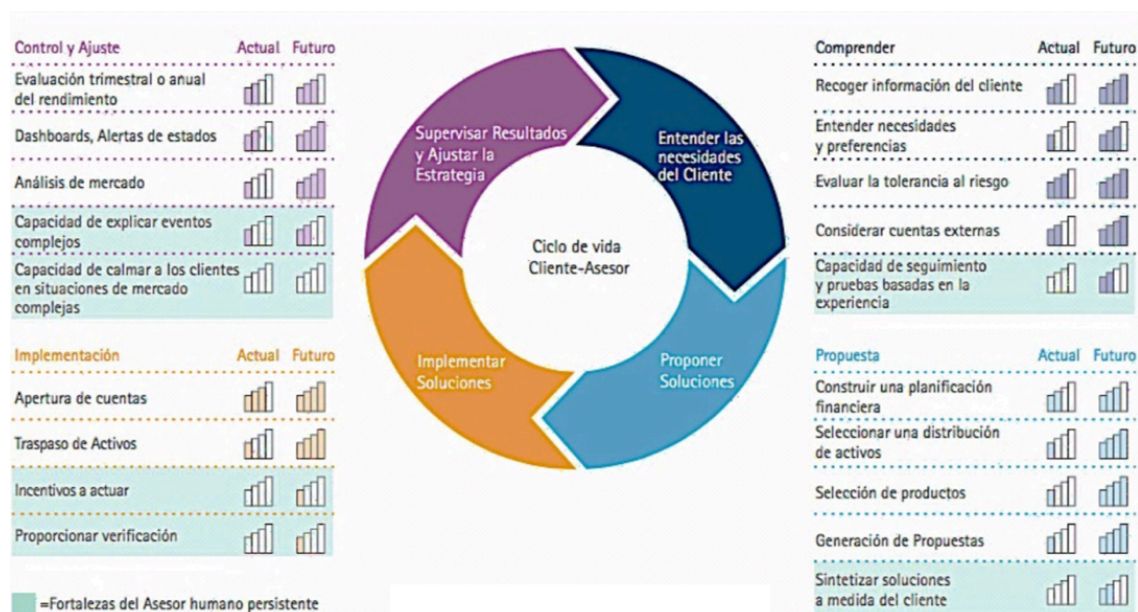 Control y Ajuste Actual Futuro
Evaluación trimestral o anual
del rendimiento
Dashboards, Alertas de estados
Análisis de mercado
Capacidad de explicar eventos
complejos
Capacidad de calmar a los clientes
en situaciones de mercado
complejas
Implementación Actual Futuro
Apertura de cuentas
Traspaso de Activos
Incentivos a actuar
Proporcionar verificación
=Fortalezas del Asesor humano persistente
Supervisar Resultados
y Ajustar la
Estrategia
Entender las
necesidades
del Cliente
Ciclo de vida
Cliente-Asesor
Implementar
Soluciones
Proponer
Soluciones
Comprender Actual Futuro
Recoger información del cliente
Entender necesidades
y preferencias
Evaluar la tolerancia al riesgo
Considerar cuentas externas
Capacidad de seguimiento
y pruebas basadas en la
experiencia
Propuesta Actual Futuro
Construir una planificación
financiera
Seleccionar una distribución
de activos
Selección de productos
Generación de Propuestas
Sintetizar soluciones
a medida del cliente